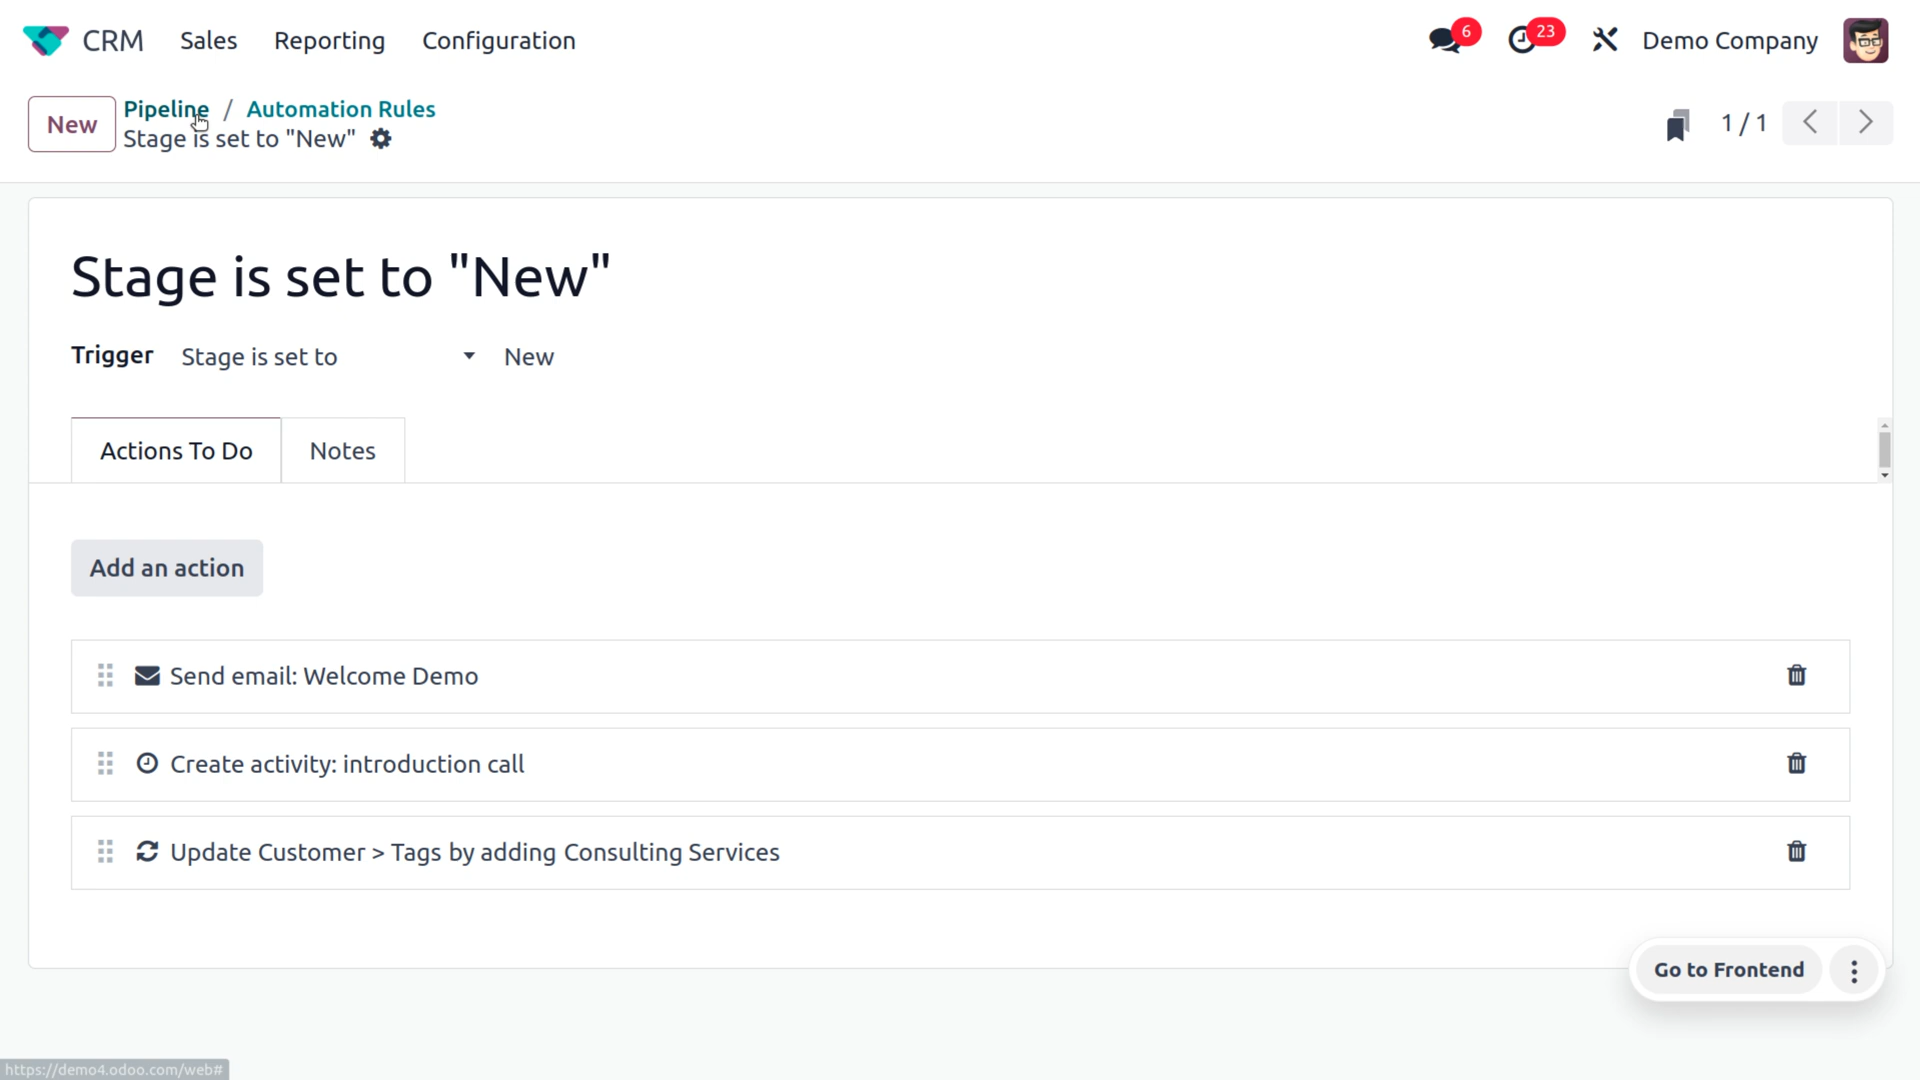 CRM Sales Reporting Configuration 6 23 Demo Company
New Pipeline / Automation Rules
Stage is set to "New" 1 / 1
Stage is set to "New"
Trigger Stage is set to New
Actions To Do Notes
Add an action
Send email: Welcome Demo
Create activity: introduction call
Update Customer > Tags by adding Consulting Services
Go to Frontend
https://demo4.odoo.com/web#